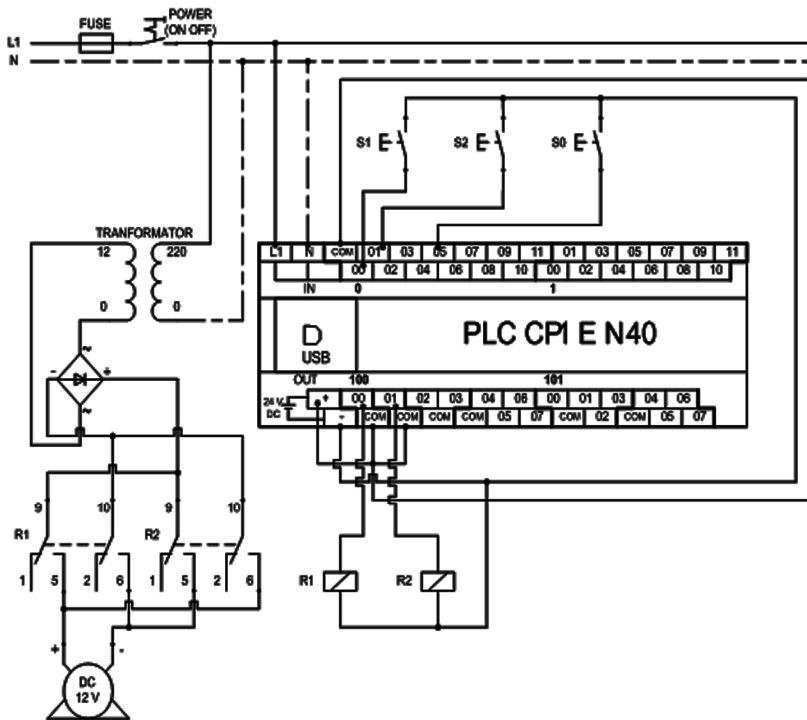 FUSE
POWER
(ON OFF)
L1
N
S1 S2 S0
TRANFORMATOR
12 220
0 0
L1 N COM 01 03 05 07 09 11 01 03 05 07 09 11
00 02 04 06 08 10 00 02 04 06 08 10
IN 0 1
D
USB
PLC CP1 E N40
OUT 100 101
24 V
DC
+ 00 01 02 03 04 06 00 01 03 04 06
- COM COM COM COM 05 07 COM 02 COM 05 07
~
- +
~
9 10 9 10
R1 R2
1 5 2 6 1 5 2 6
R1 R2
+ -
DC
12 V